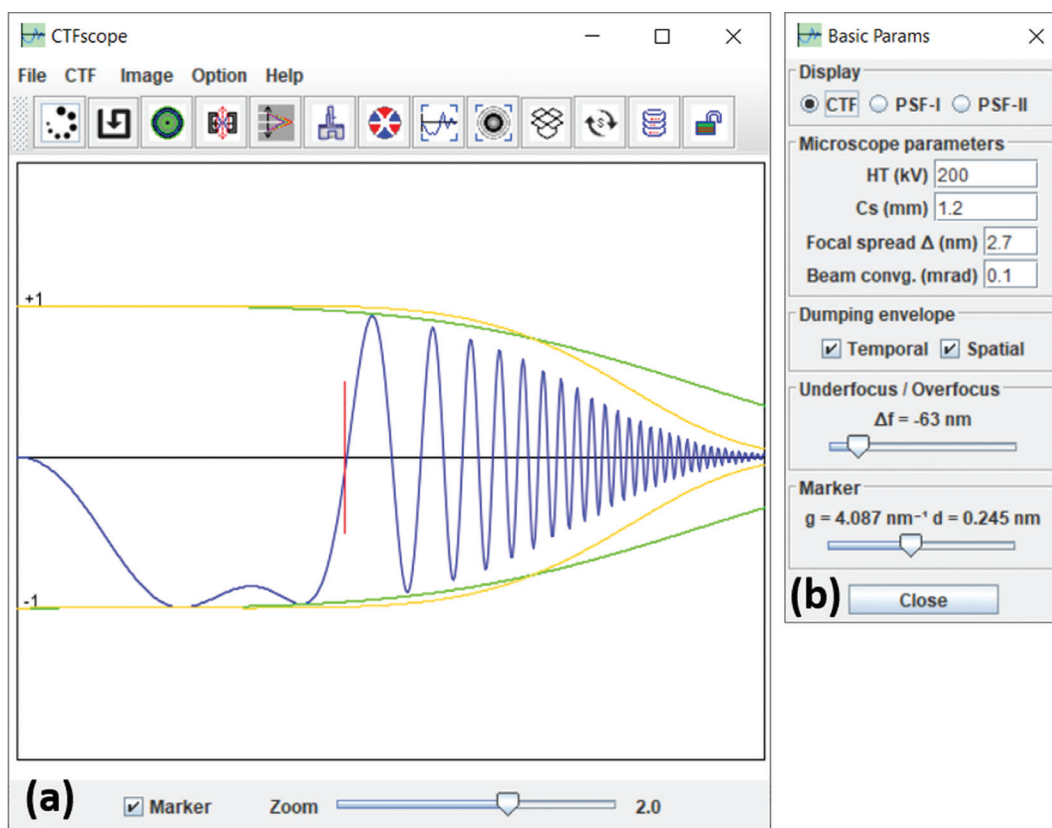 CTFscope
File CTF Image Option Help
+1
-1
(a)
Marker Zoom 2.0
Basic Params
Display
CTF PSF-I PSF-II
Microscope parameters
HT (kV) 200
Cs (mm) 1.2
Focal spread Δ (nm) 2.7
Beam convg. (mrad) 0.1
Dumping envelope
Temporal Spatial
Underfocus / Overfocus
Δf = -63 nm
Marker
g = 4.087 nm⁻¹ d = 0.245 nm
(b)
Close